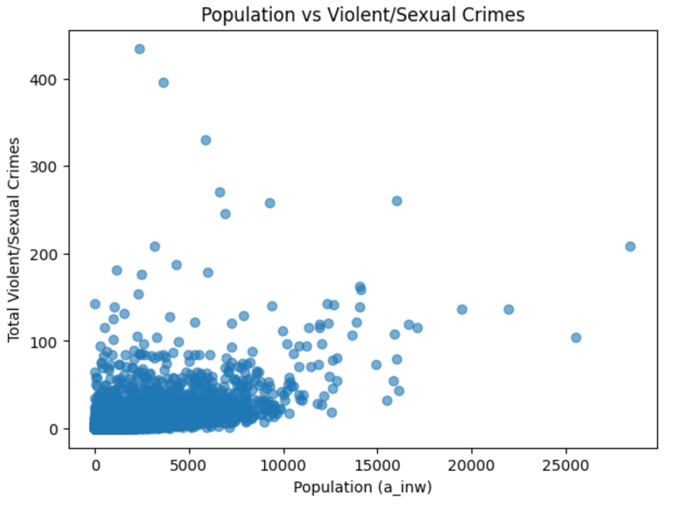 Population vs Violent/Sexual Crimes
400
300
200
100
0
Total Violent/Sexual Crimes
0 5000 10000 15000 20000 25000
Population (a_inw)